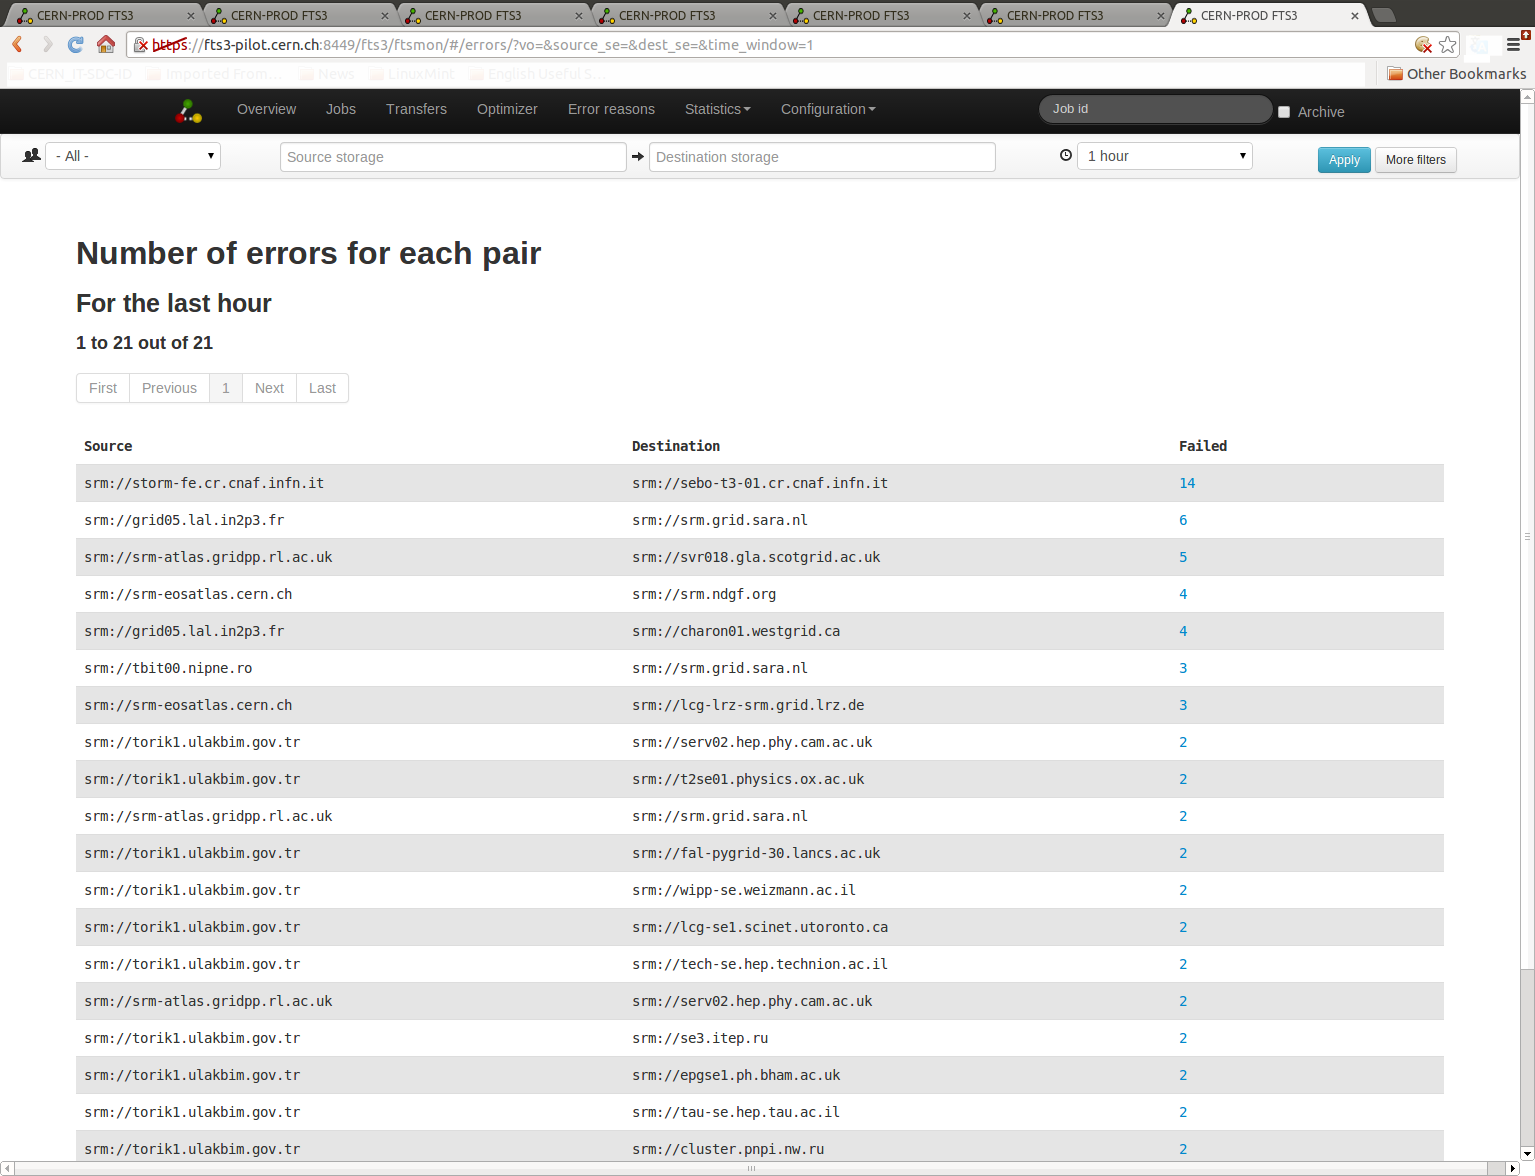 CERN-PROD FTS3 CERN-PROD FTS3 CERN-PROD FTS3 CERN-PROD FTS3 CERN-PROD FTS3 CERN-PROD FTS3 CERN-PROD FTS3
https://fts3-pilot.cern.ch:8449/fts3/ftsmon/#/errors/?vo=&source_se=&dest_se=&time_window=1
CERN_IT-SDC-ID Imported From... News LinuxMint English Useful S... Other Bookmarks
Overview Jobs Transfers Optimizer Error reasons Statistics Configuration Job id Archive
- All - Source storage Destination storage 1 hour Apply More filters
Number of errors for each pair
For the last hour
1 to 21 out of 21
First Previous 1 Next Last
Source Destination Failed
srm://storm-fe.cr.cnaf.infn.it srm://sebo-t3-01.cr.cnaf.infn.it 14
srm://grid05.lal.in2p3.fr srm://srm.grid.sara.nl 6
srm://srm-atlas.gridpp.rl.ac.uk srm://svr018.gla.scotgrid.ac.uk 5
srm://srm-eosatlas.cern.ch srm://srm.ndgf.org 4
srm://grid05.lal.in2p3.fr srm://charon01.westgrid.ca 4
srm://tbit00.nipne.ro srm://srm.grid.sara.nl 3
srm://srm-eosatlas.cern.ch srm://lcg-lrz-srm.grid.lrz.de 3
srm://torik1.ulakbim.gov.tr srm://serv02.hep.phy.cam.ac.uk 2
srm://torik1.ulakbim.gov.tr srm://t2se01.physics.ox.ac.uk 2
srm://srm-atlas.gridpp.rl.ac.uk srm://srm.grid.sara.nl 2
srm://torik1.ulakbim.gov.tr srm://fal-pygrid-30.lancs.ac.uk 2
srm://torik1.ulakbim.gov.tr srm://wipp-se.weizmann.ac.il 2
srm://torik1.ulakbim.gov.tr srm://lcg-se1.scinet.utoronto.ca 2
srm://torik1.ulakbim.gov.tr srm://tech-se.hep.technion.ac.il 2
srm://srm-atlas.gridpp.rl.ac.uk srm://serv02.hep.phy.cam.ac.uk 2
srm://torik1.ulakbim.gov.tr srm://se3.itep.ru 2
srm://torik1.ulakbim.gov.tr srm://epgse1.ph.bham.ac.uk 2
srm://torik1.ulakbim.gov.tr srm://tau-se.hep.tau.ac.il 2
srm://torik1.ulakbim.gov.tr srm://cluster.pnpi.nw.ru 2